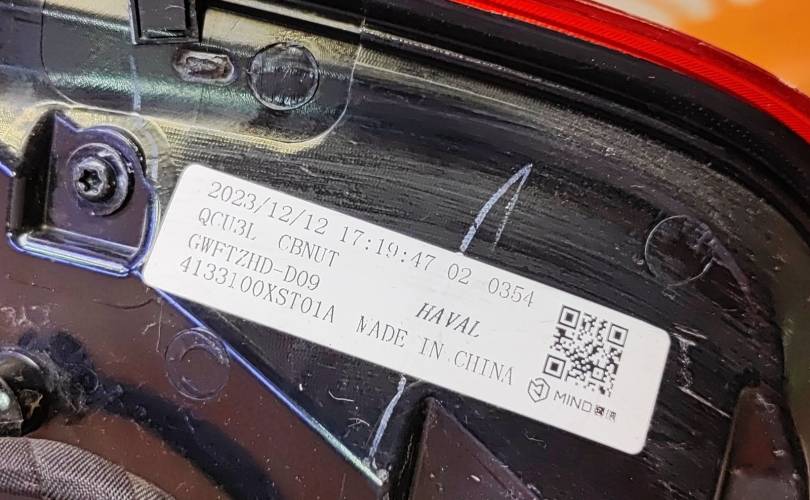 2023/12/12 17:19:47 02 0354
QCU3L CBNUT
GWFTZHD-D09
HAVAL
4133100XST01A MADE IN CHINA
MIND